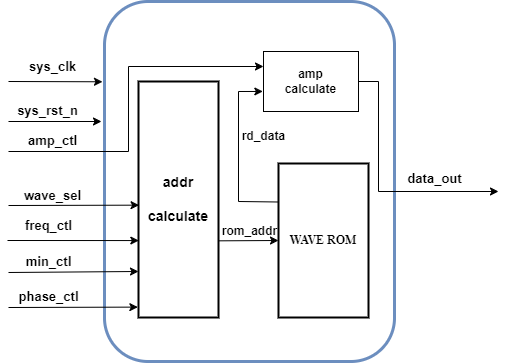 sys_clk
sys_rst_n
amp_ctl
wave_sel
freq_ctl
min_ctl
phase_ctl
addr
calculate
rom_addr
rd_data
amp
calculate
WAVE ROM
data_out